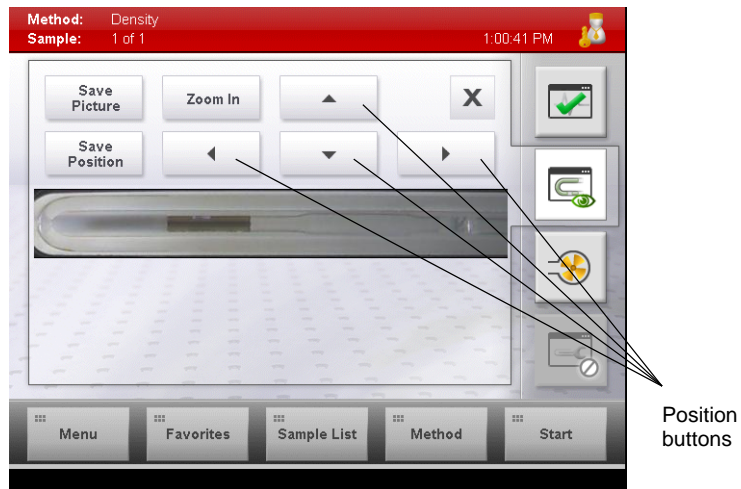 Method: Density
Sample: 1 of 1 1:00:41 PM
Save
Picture
Zoom In
X
Save
Position
Menu
Favorites
Sample List
Method
Start
Position
buttons